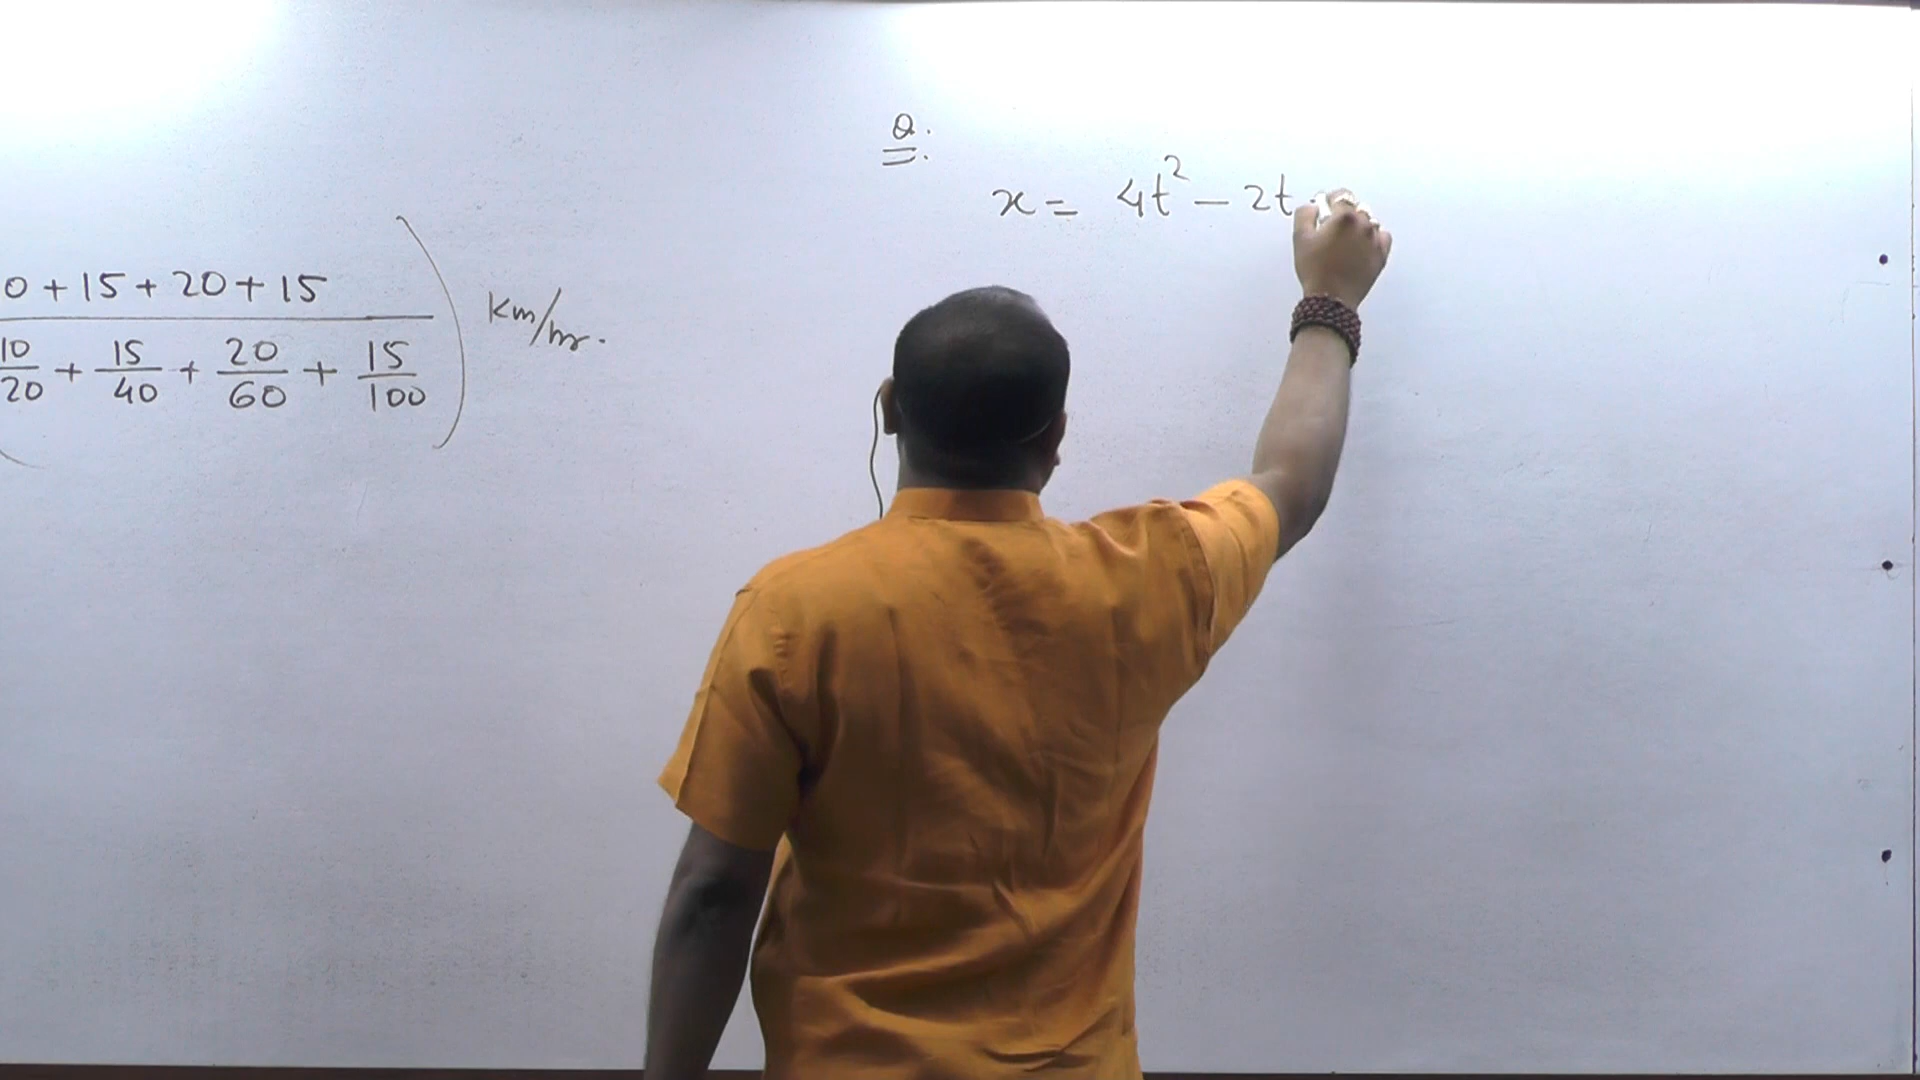 0 + 15 + 20 + 15
10/20 + 15/40 + 20/60 + 15/100 ) km/hr.
Q.
x = 4t² - 2t